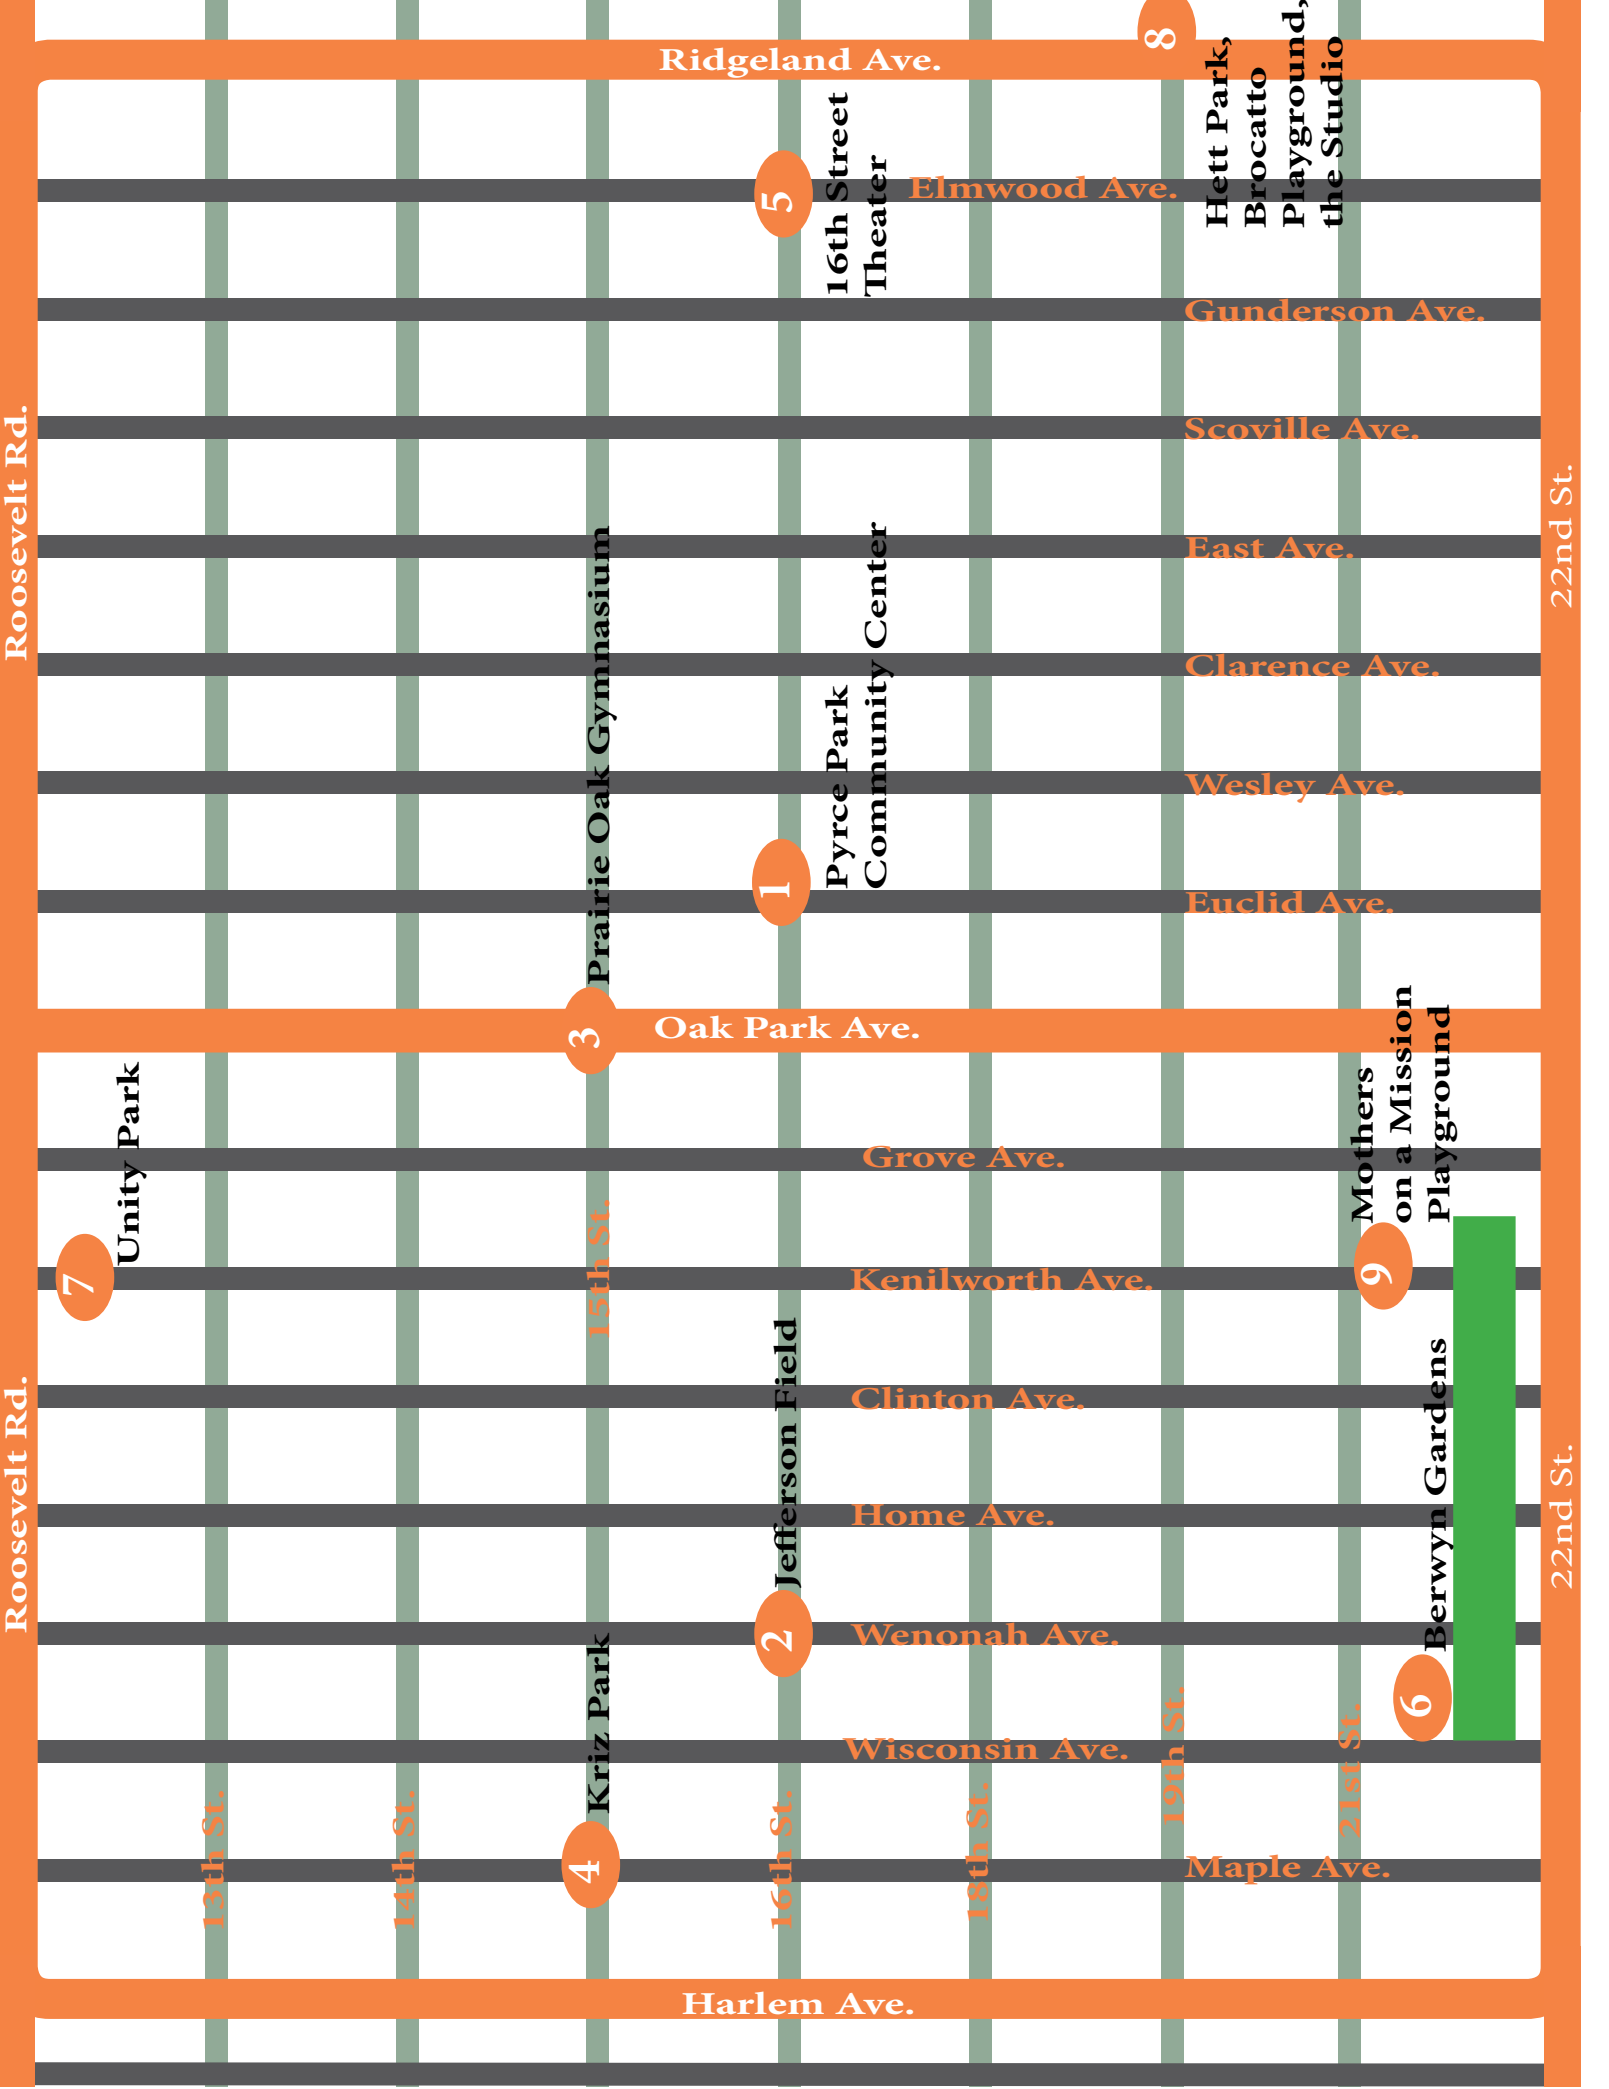 Ridgeland Ave.
8
Hett Park,
Brocatto
Playground,
the Studio
5
16th Street
Theater
Elmwood Ave.
Gunderson Ave.
Roosevelt Rd.
Scoville Ave.
22nd St.
East Ave.
Prairie Oak Gymnasium
Clarence Ave.
Pyrce Park
Community Center
Wesley Ave.
1
Euclid Ave.
3
Oak Park Ave.
Unity Park
Mothers
on a Mission
Playground
Grove Ave.
7
15th St.
Kenilworth Ave.
9
Jefferson Field
Clinton Ave.
Berwyn Gardens
Roosevelt Rd.
Home Ave.
22nd St.
2
Wenonah Ave.
Kriz Park
6
Wisconsin Ave.
19th St.
21st St.
13th St.
14th St.
4
16th St.
18th St.
Maple Ave.
Harlem Ave.